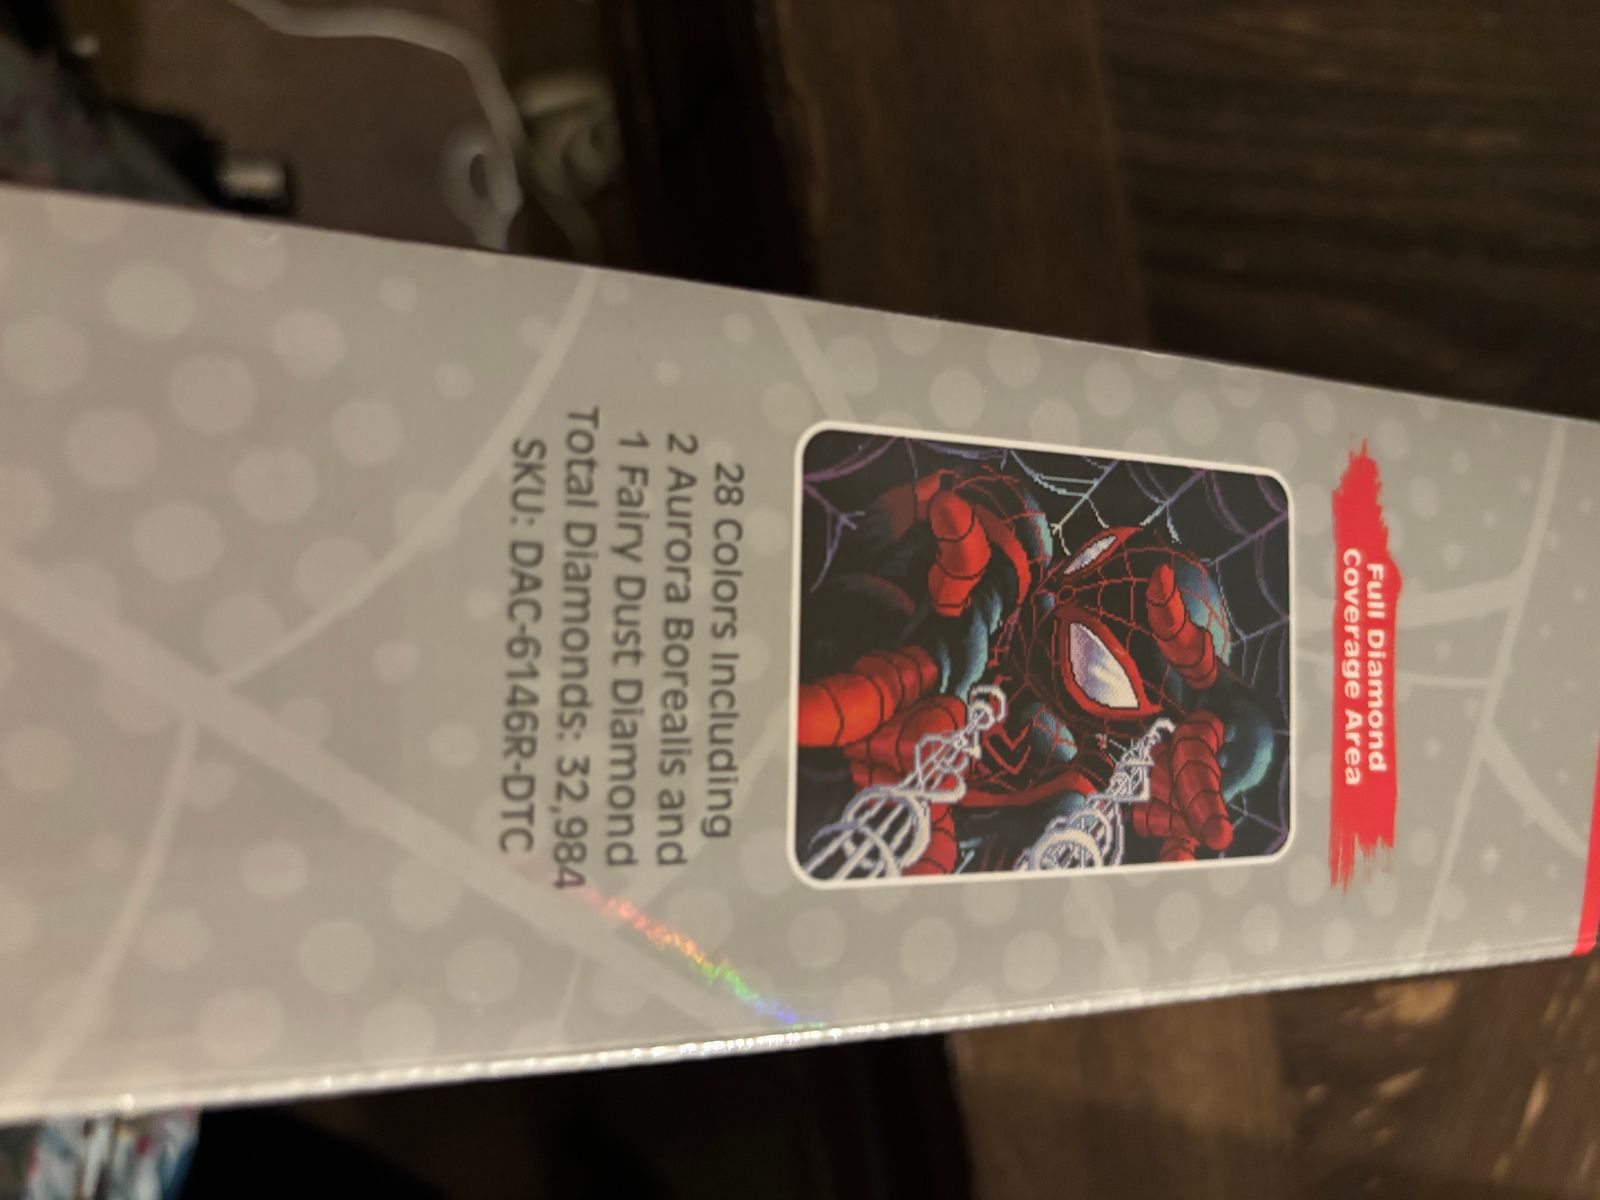 Full Diamond
Coverage Area
28 Colors Including
2 Aurora Borealis and
1 Fairy Dust Diamond
Total Diamonds: 32,984
SKU: DAC-6146R-DTC